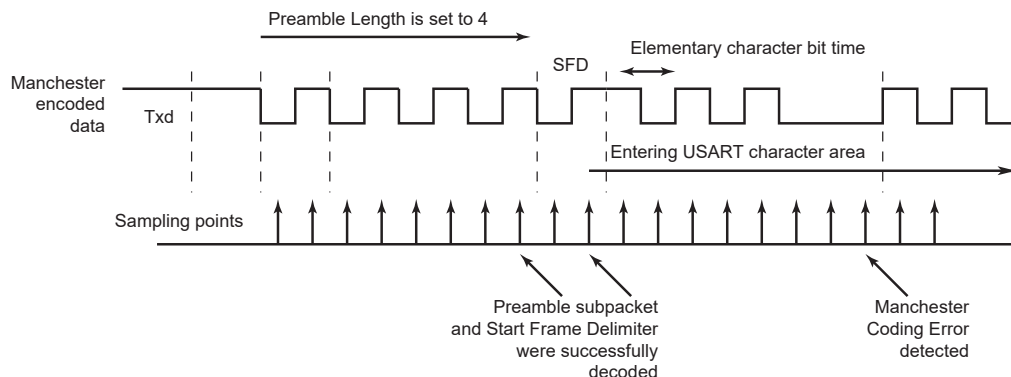 Preamble Length is set to 4
Elementary character bit time
SFD
Manchester
encoded
data
Txd
Entering USART character area
Sampling points
Preamble subpacket
and Start Frame Delimiter
were successfully
decoded
Manchester
Coding Error
detected